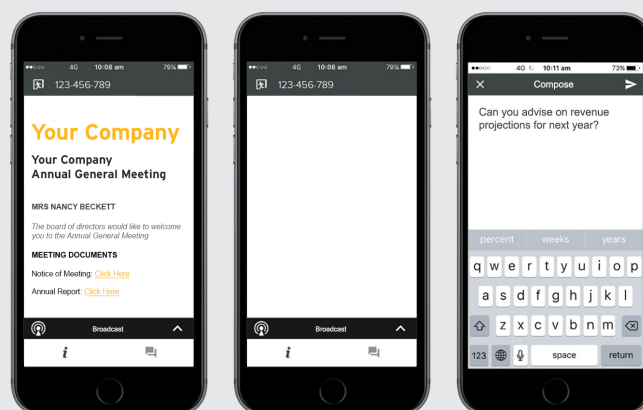 4G 10:08 am 79%
123-456-789
Your Company
Your Company
Annual General Meeting
MRS NANCY BECKETT
The board of directors would like to welcome
you to the Annual General Meeting
MEETING DOCUMENTS
Notice of Meeting: Click Here
Annual Report: Click Here
Broadcast
i
4G 10:08 am 79%
123-456-789
Broadcast
i
4G 10:11 am 73%
Compose
Can you advise on revenue
projections for next year?
percent weeks years
q w e r t y u i o p
a s d f g h j k l
z x c v b n m
123 space return